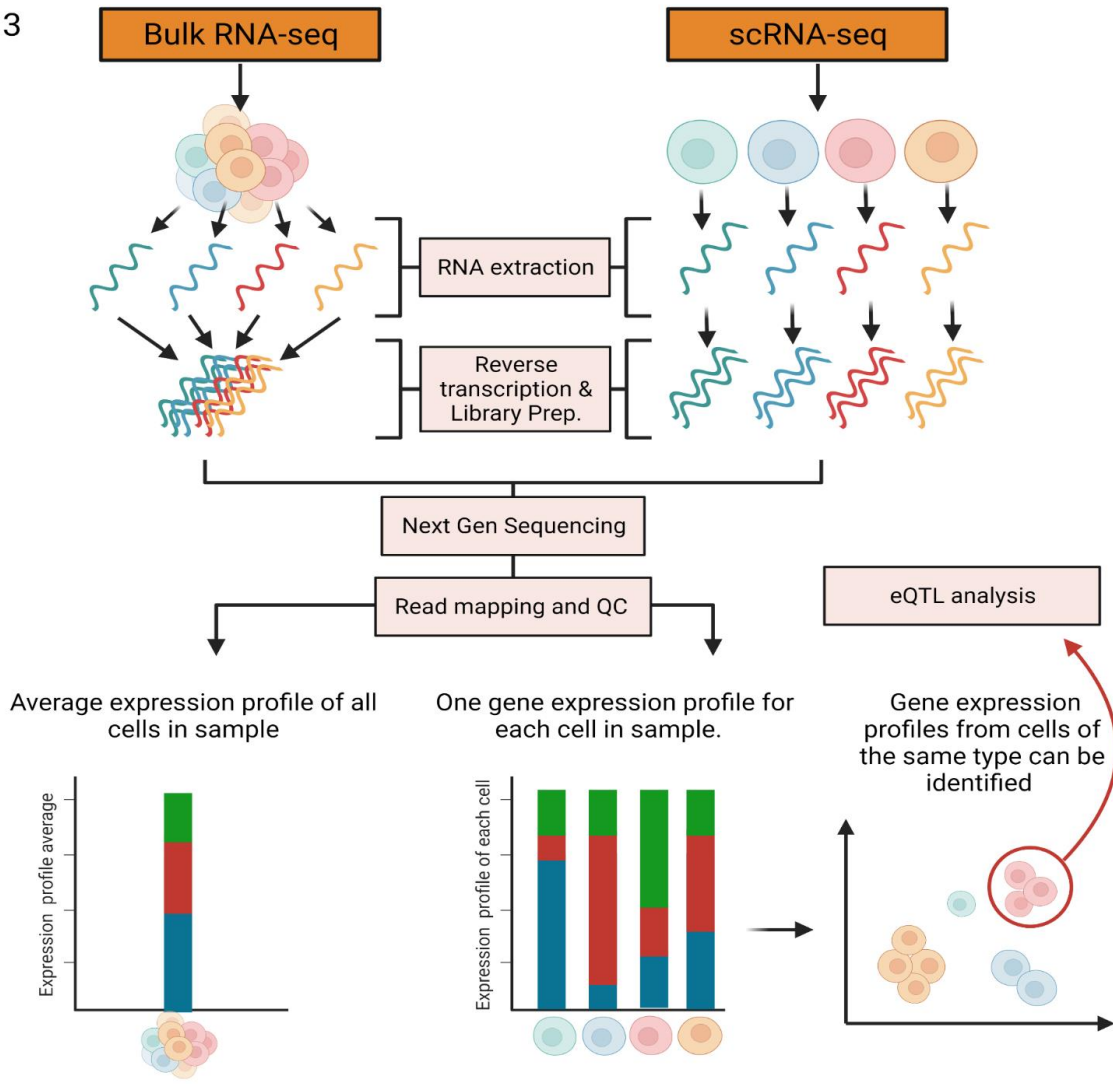 3
Bulk RNA-seq
scRNA-seq
RNA extraction
Reverse
transcription &
Library Prep.
Next Gen Sequencing
Read mapping and QC
eQTL analysis
Average expression profile of all
cells in sample
One gene expression profile for
each cell in sample.
Gene expression
profiles from cells of
the same type can be
identified
Expression profile average
Expression profile of each cell